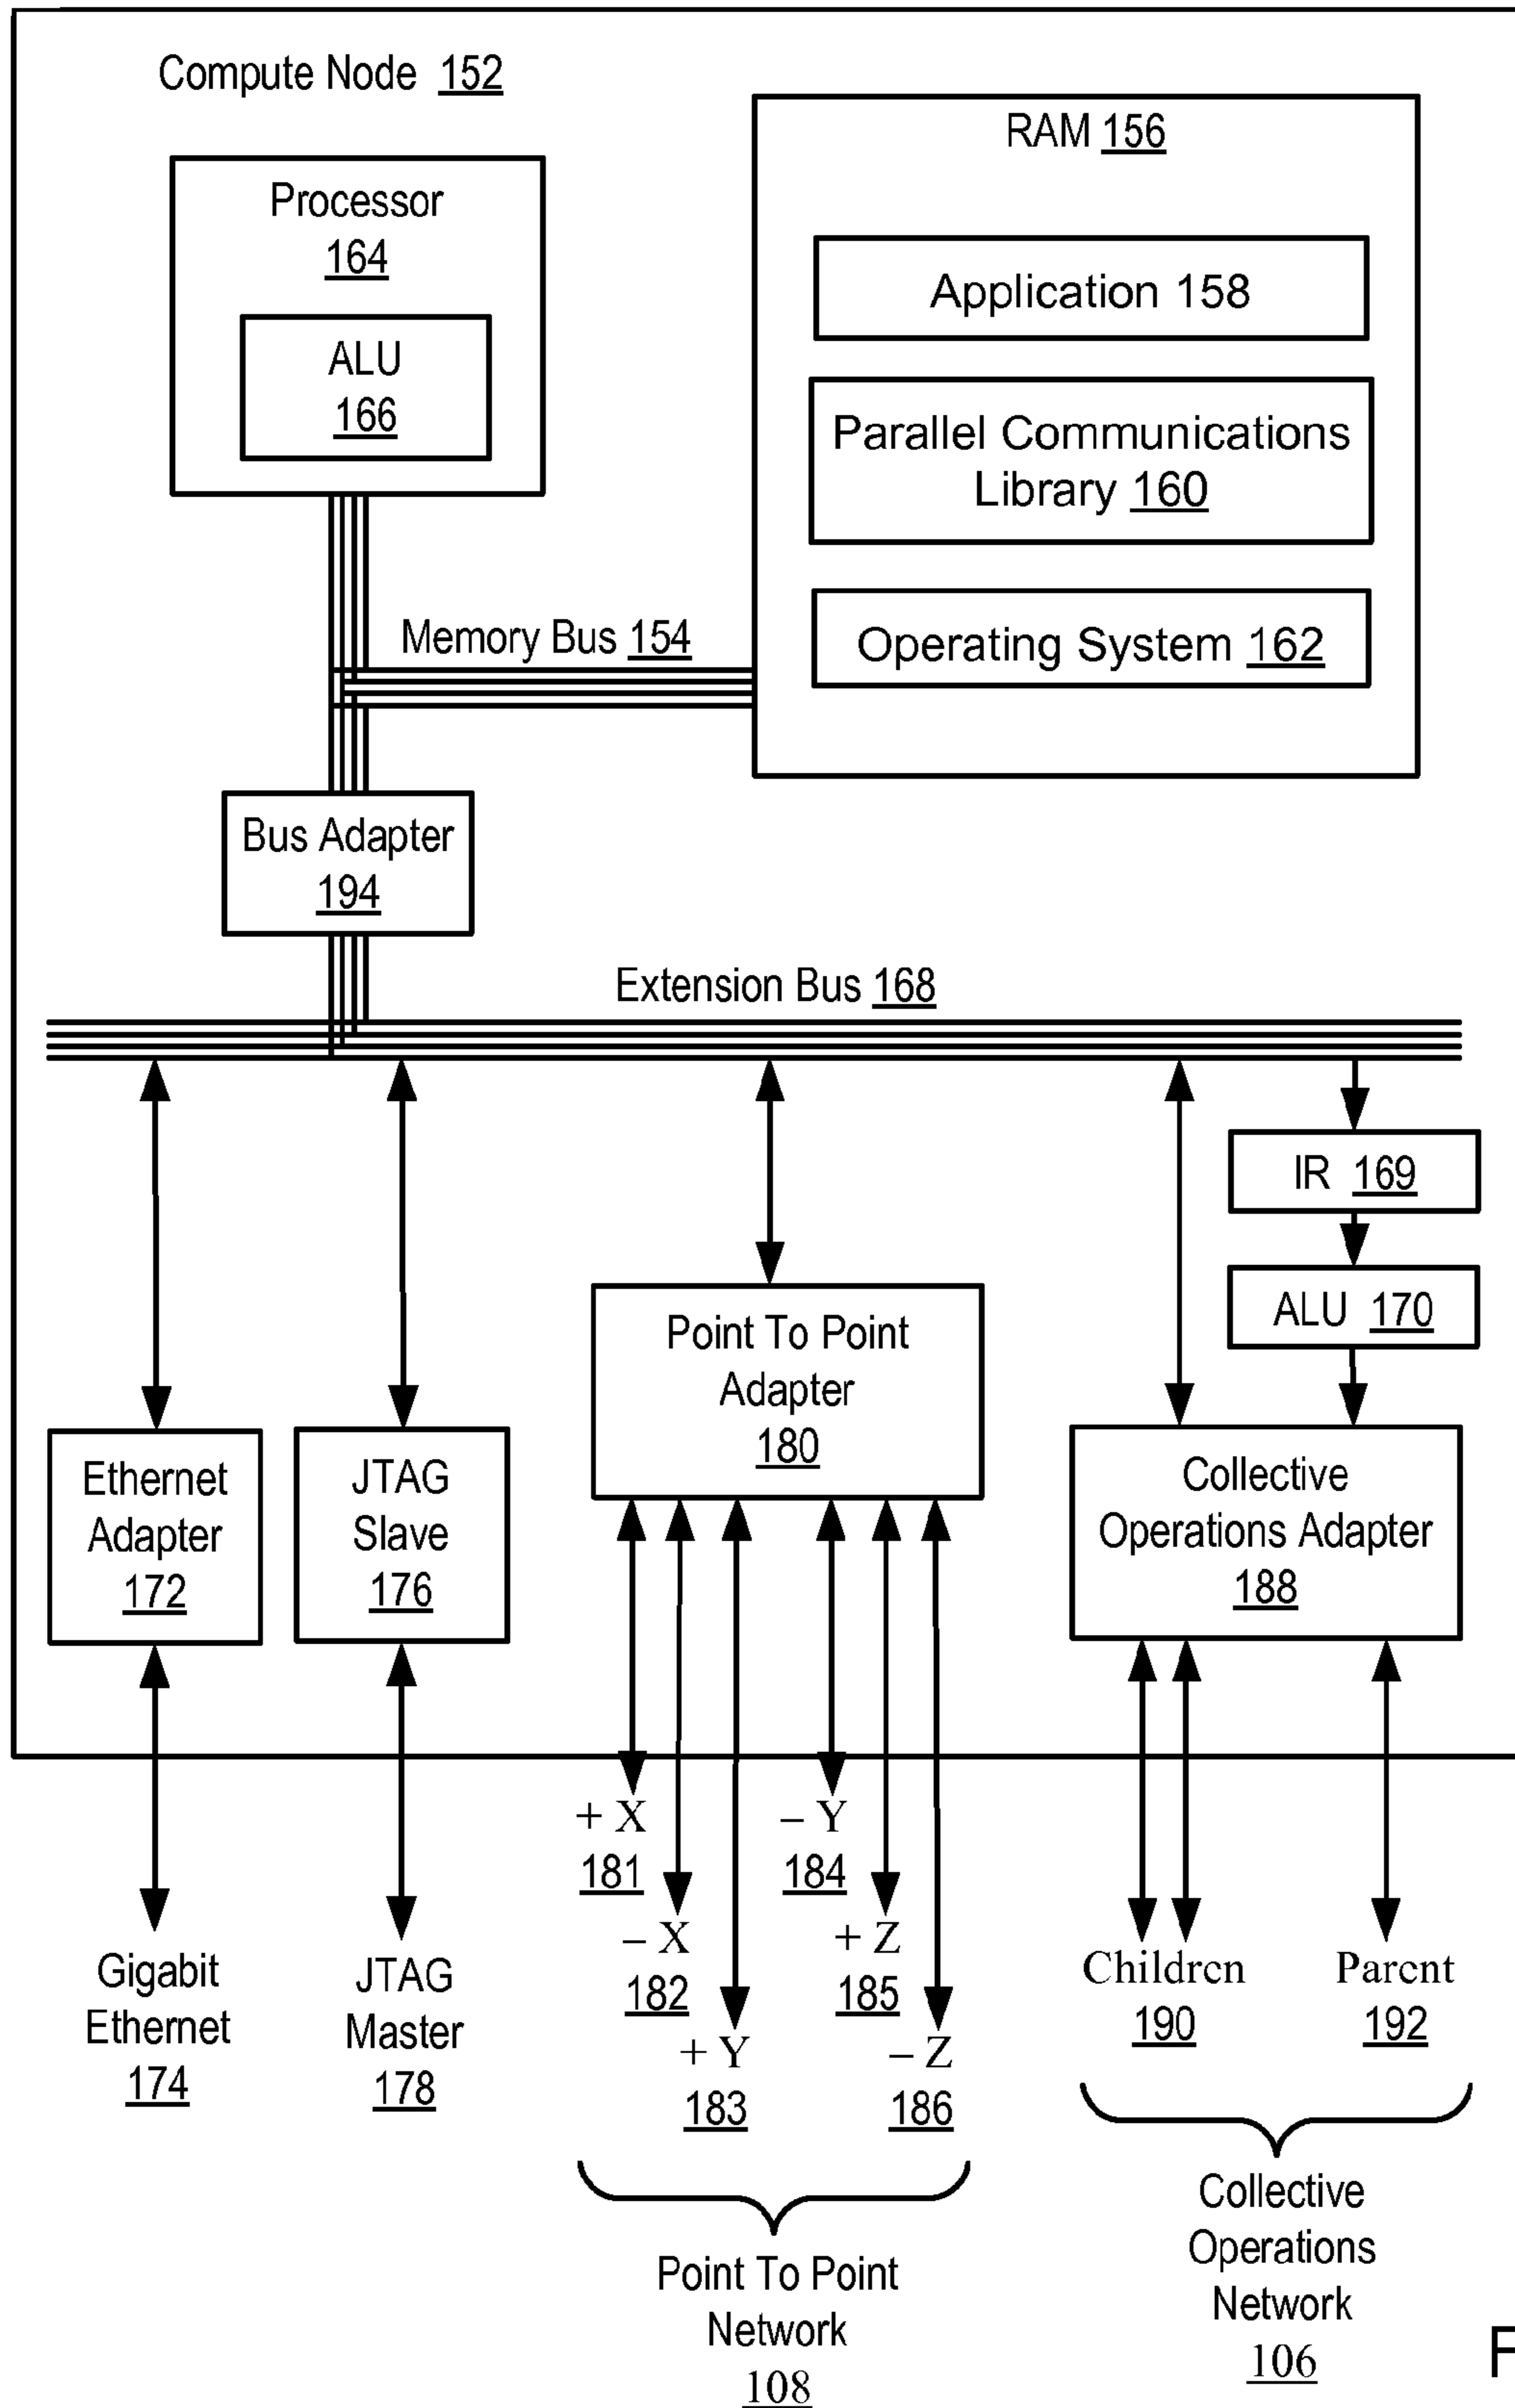 Compute Node 152
RAM 156
Processor
164
ALU
166
Application 158
Parallel Communications
Library 160
Operating System 162
Memory Bus 154
Bus Adapter
194
Extension Bus 168
IR 169
ALU 170
Point To Point
Adapter
180
Ethernet
Adapter
172
JTAG
Slave
176
Collective
Operations Adapter
188
+ X
181
– X
182
+ Y
183
– Y
184
+ Z
185
– Z
186
Gigabit
Ethernet
174
JTAG
Master
178
Children
190
Parent
192
Point To Point
Network
108
Collective
Operations
Network
106
F